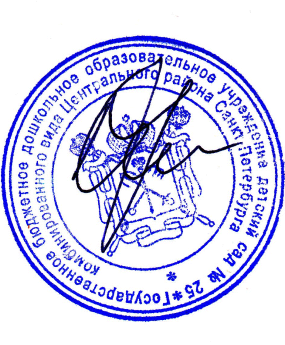 *Государственное бюджетное дошкольное образовательное учреждение детский сад № 25
*комбинированного вида Центрального района Санкт-Петербурга